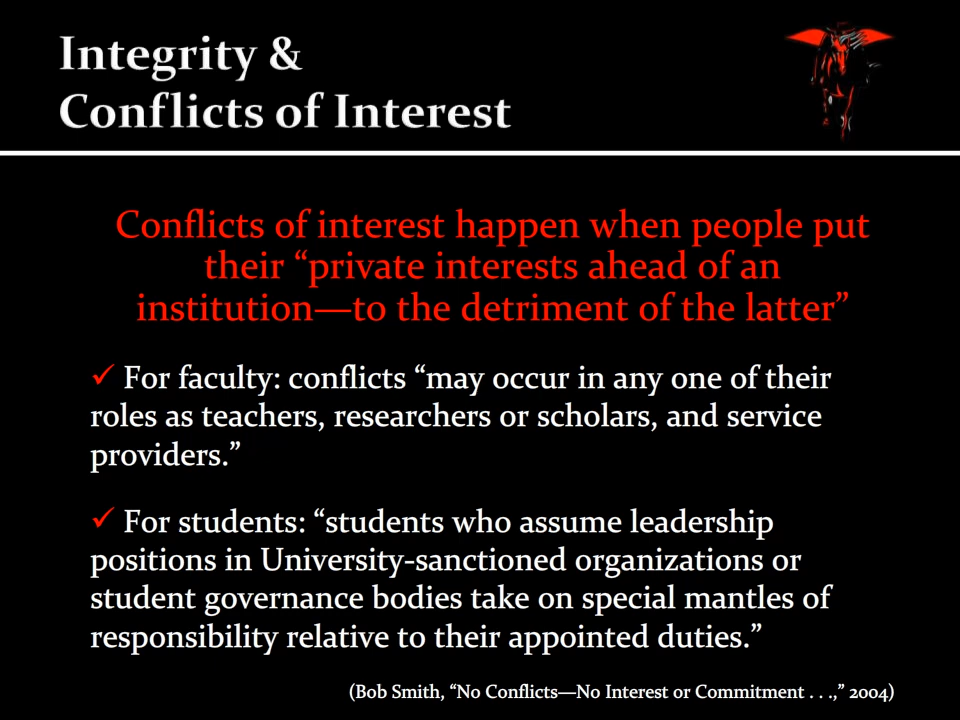 Integrity &
Conflicts of Interest
Conflicts of interest happen when people put
their “private interests ahead of an
institution—to the detriment of the latter”
✓ For faculty: conflicts “may occur in any one of their
roles as teachers, researchers or scholars, and service
providers.”
✓ For students: “students who assume leadership
positions in University-sanctioned organizations or
student governance bodies take on special mantles of
responsibility relative to their appointed duties.”
(Bob Smith, “No Conflicts—No Interest or Commitment . . .,” 2004)